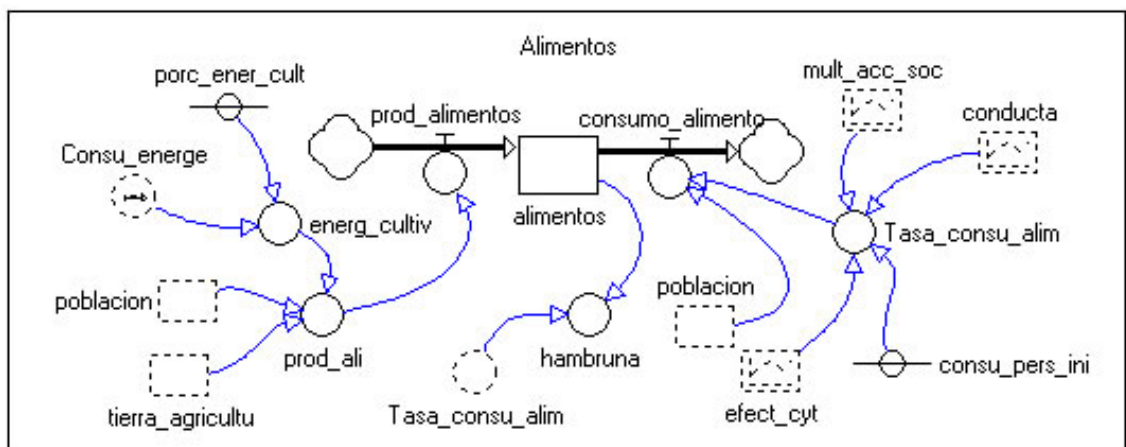 Alimentos
porc_ener_cult
mult_acc_soc
prod_alimentos
consumo_alimento
conducta
Consu_energe
energ_cultiv
alimentos
Tasa_consu_alim
poblacion
poblacion
prod_ali
hambruna
consu_pers_ini
tierra_agricultu
Tasa_consu_alim
efect_cyt